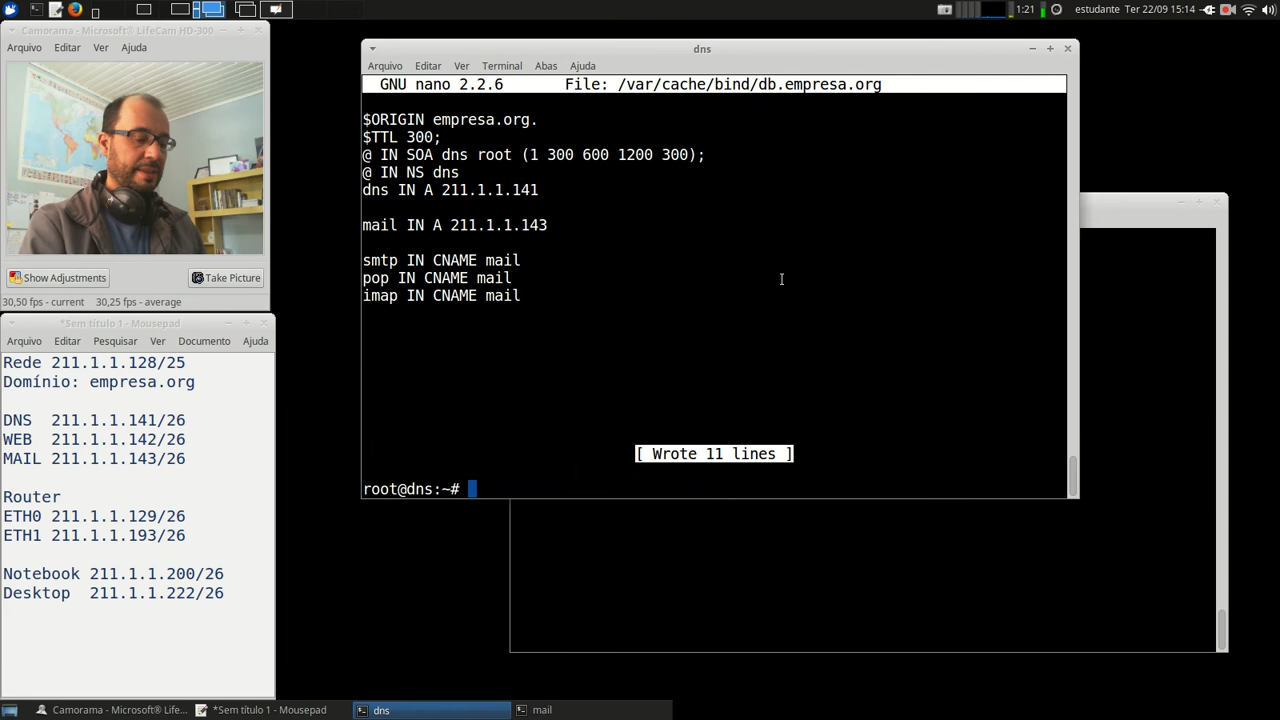 1:21 estudante Ter 22/09 15:14
Camorama - Microsoft® LifeCam HD-300
Arquivo Editar Ver Ajuda
Show Adjustments Take Picture
30,50 fps - current 30,25 fps - average
*Sem título 1 - Mousepad
Arquivo Editar Pesquisar Ver Documento Ajuda
Rede 211.1.1.128/25
Domínio: empresa.org
DNS 211.1.1.141/26
WEB 211.1.1.142/26
MAIL 211.1.1.143/26
Router
ETH0 211.1.1.129/26
ETH1 211.1.1.193/26
Notebook 211.1.1.200/26
Desktop 211.1.1.222/26
dns
Arquivo Editar Ver Terminal Abas Ajuda
GNU nano 2.2.6 File: /var/cache/bind/db.empresa.org
$ORIGIN empresa.org.
$TTL 300;
@ IN SOA dns root (1 300 600 1200 300);
@ IN NS dns
dns IN A 211.1.1.141
mail IN A 211.1.1.143
smtp IN CNAME mail
pop IN CNAME mail
imap IN CNAME mail
[ Wrote 11 lines ]
root@dns:~#
Camorama - Microsoft® Life... *Sem título 1 - Mousepad dns mail